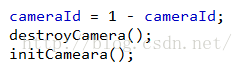 cameraId = 1 - cameraId;
destroyCamera();
initCameara();